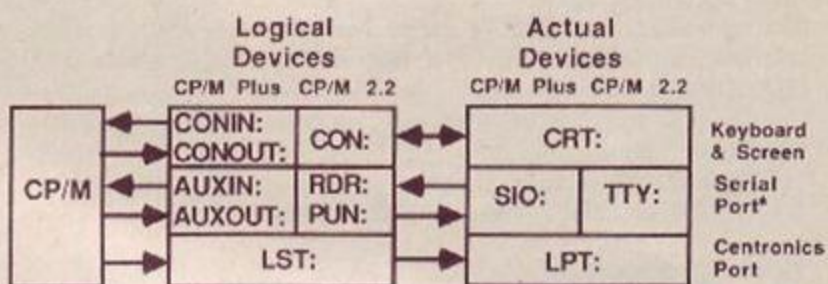 Logical Devices
Actual Devices
CP/M Plus CP/M 2.2
CP/M Plus CP/M 2.2
CP/M
CONIN:
CONOUT:
CON:
CRT:
Keyboard & Screen
AUXIN:
AUXOUT:
RDR:
PUN:
SIO:
TTY:
Serial Port*
LST:
LPT:
Centronics Port